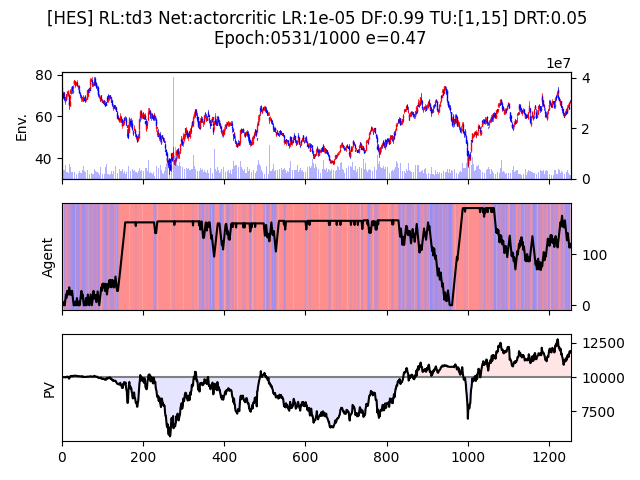 [HES] RL:td3 Net:actorcritic LR:1e-05 DF:0.99 TU:[1,15] DRT:0.05
Epoch:0531/1000 e=0.47
1e7
80
60
40
Env.
4
2
0
Agent
100
0
PV
12500
10000
7500
0 200 400 600 800 1000 1200